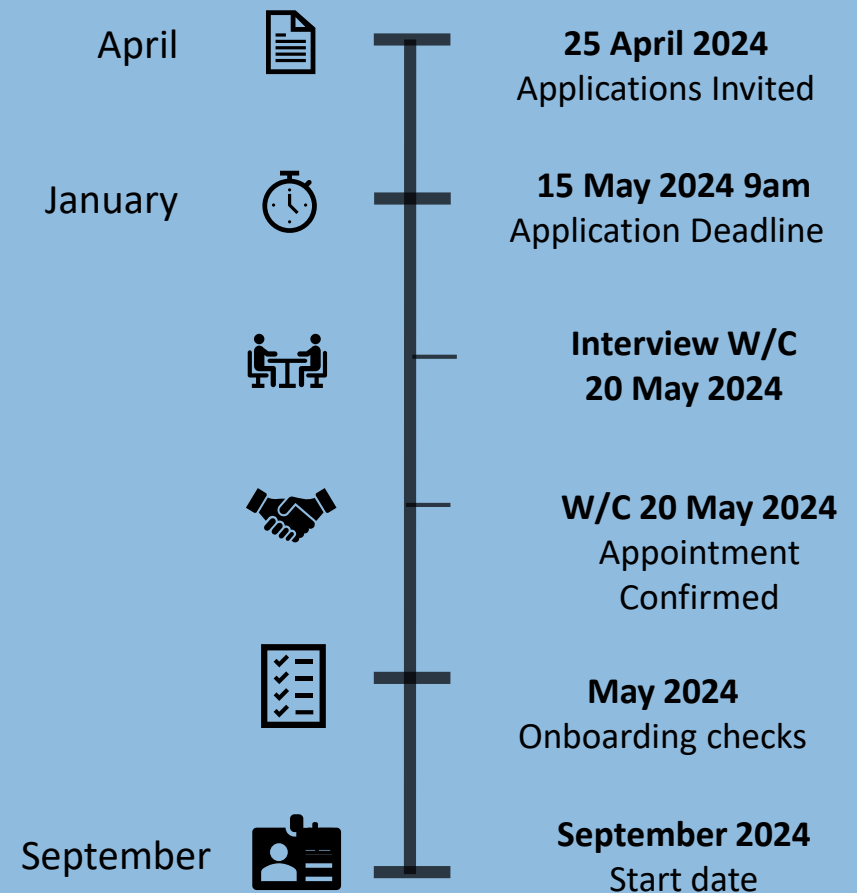 April
25 April 2024
Applications Invited
January
15 May 2024 9am
Application Deadline
Interview W/C
20 May 2024
W/C 20 May 2024
Appointment
Confirmed
May 2024
Onboarding checks
September
September 2024
Start date